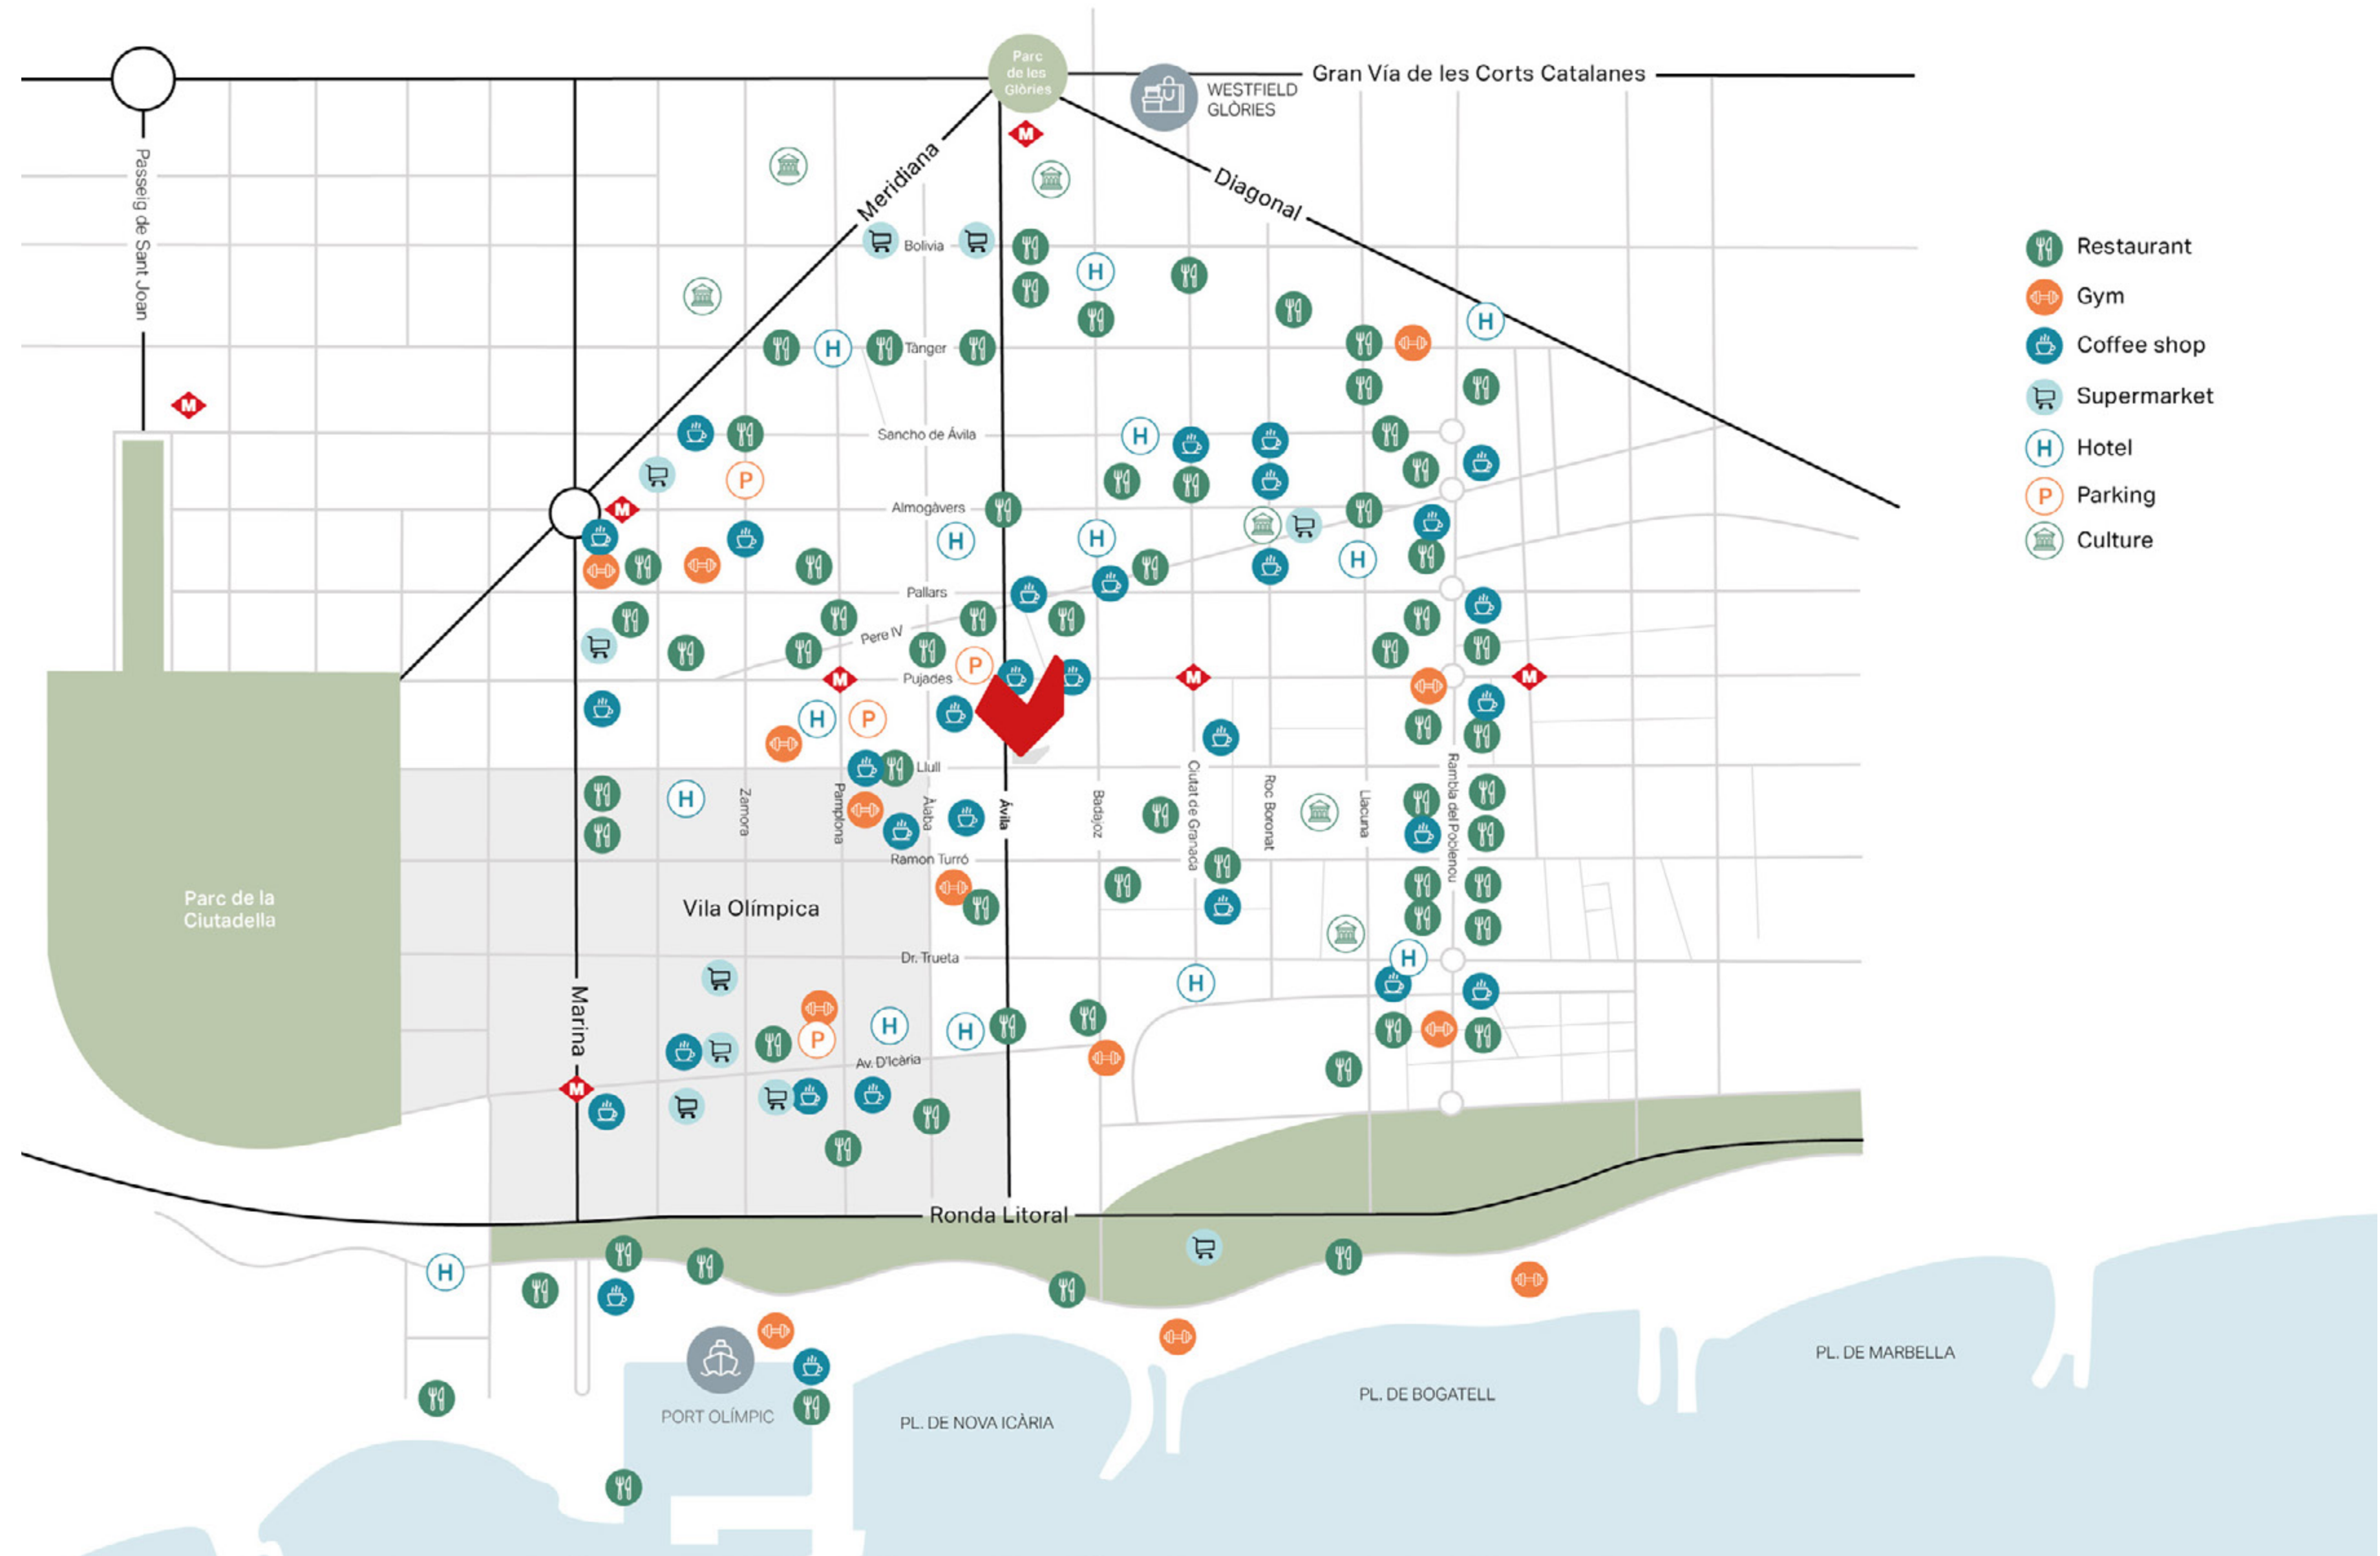 Parc
de les
Glòries
Gran Vía de les Corts Catalanes
WESTFIELD
GLÒRIES
M
Passeig de Sant Joan
Meridiana
Diagonal
Bolivia
H
Tànger
H
H
M
Sancho de Ávila
H
P
M
Almogàvers
H
H
H
Pallars
Pere IV
P
M
Pujades
M
M
H
P
Llull
H
Zamora
Pamplona
Àlaba
Ávila
Badajoz
Ciutat de Granada
Roc Boronat
Llacuna
Rambla del Poblenou
Ramon Turró
Parc de la
Ciutadella
Vila Olímpica
Dr. Trueta
H
H
Marina
P
H
H
Av. D'Icària
M
Ronda Litoral
H
PORT OLÍMPIC
PL. DE NOVA ICÀRIA
PL. DE BOGATELL
PL. DE MARBELLA
Restaurant
Gym
Coffee shop
Supermarket
H Hotel
P Parking
Culture